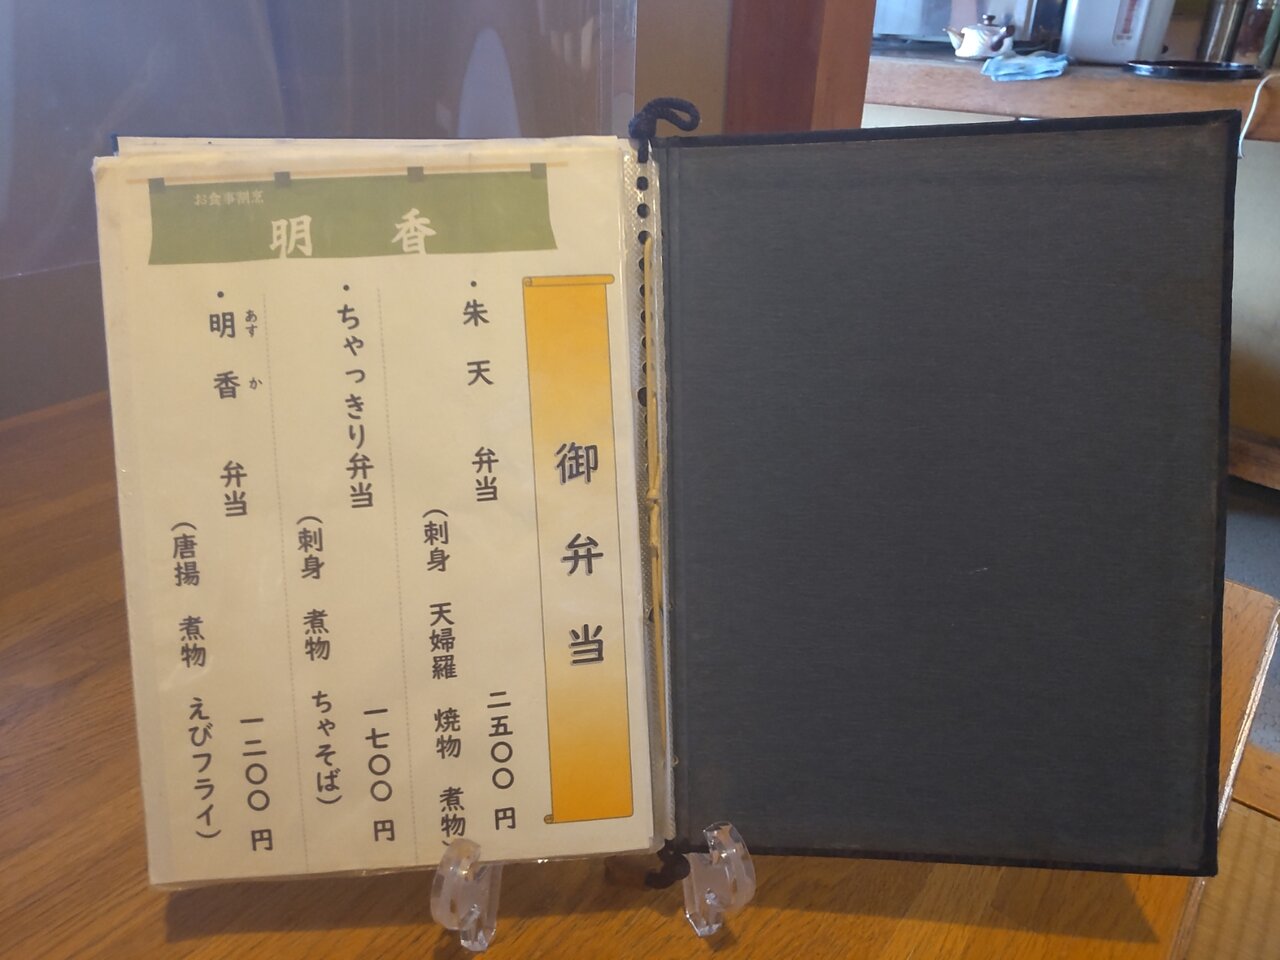 お食事割烹
明香
御弁当
・朱天 弁当 二五〇〇円
(刺身 天婦羅 焼物 煮物)
・ちゃっきり弁当 一七〇〇円
(刺身 煮物 ちゃそば)
・明香 弁当 一二〇〇円
あすか
(唐揚 煮物 えびフライ)